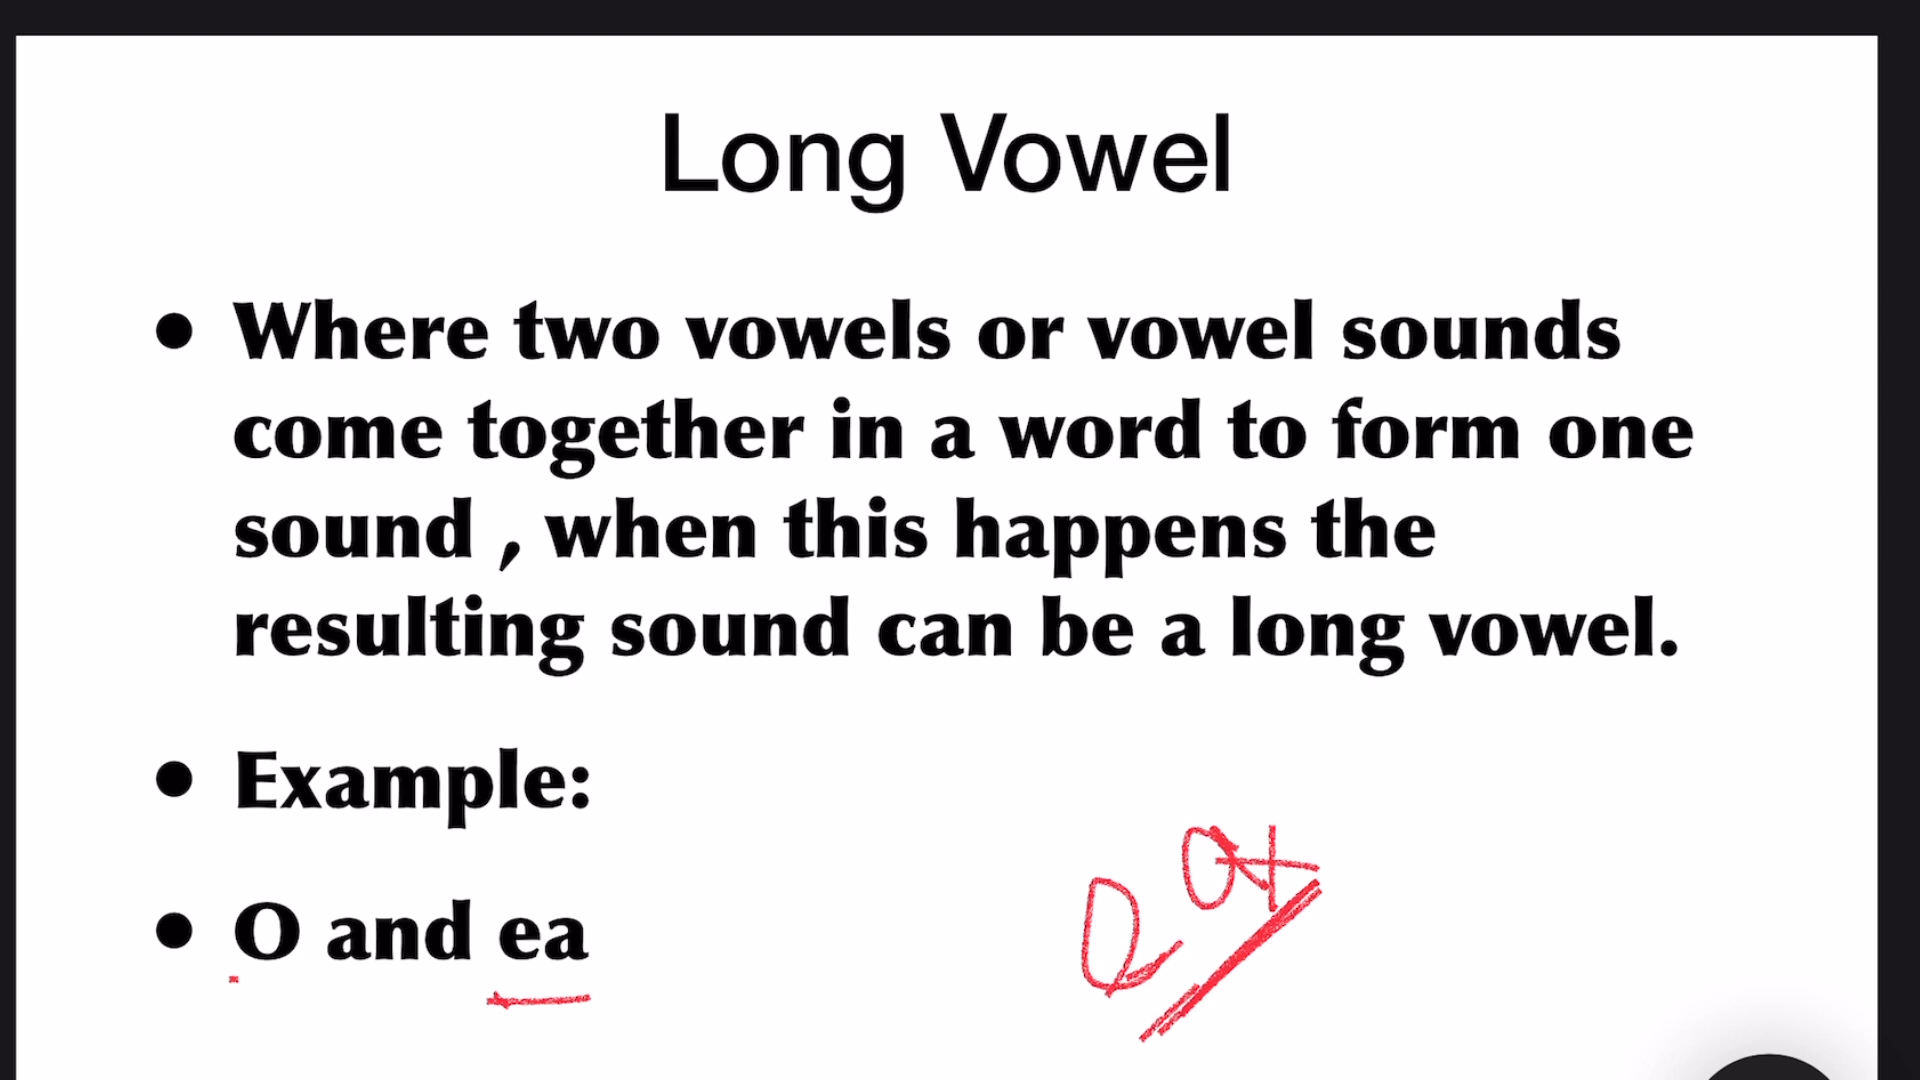 Long Vowel
• Where two vowels or vowel sounds
come together in a word to form one
sound , when this happens the
resulting sound can be a long vowel.
• Example:
• O and ea